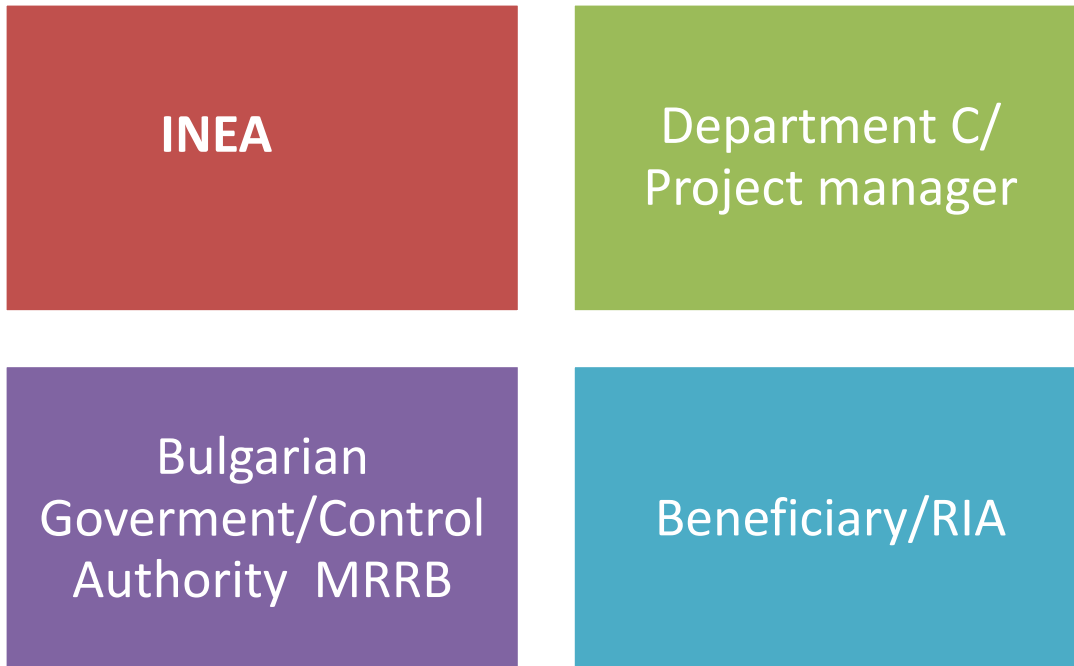 INEA
Department C/
Project manager
Bulgarian
Goverment/Control
Authority  MRRB
Beneficiary/RIA